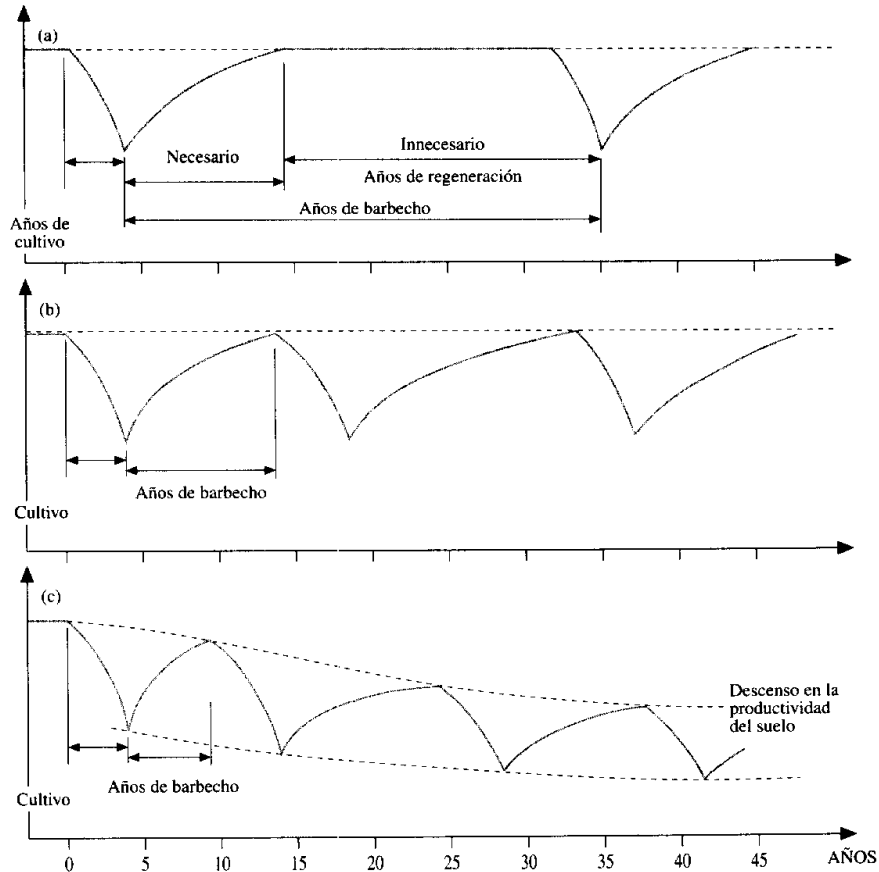 (a)
Necesario
Innecesario
Años de regeneración
Años de barbecho
Años de
cultivo
(b)
Años de barbecho
Cultivo
(c)
Descenso en la
productividad
del suelo
Años de barbecho
Cultivo
0 5 10 15 20 25 30 35 40 45 AÑOS